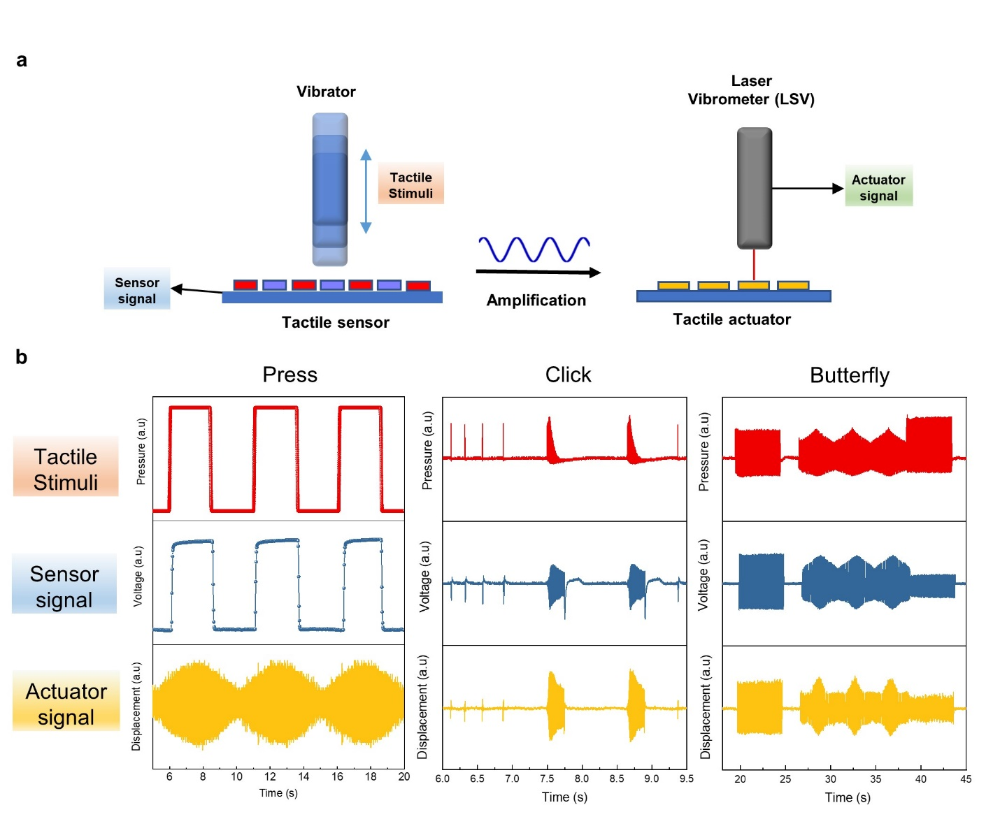 a
Vibrator
Laser
Vibrometer (LSV)
Tactile
Stimuli
Actuator
signal
Sensor
signal
Amplification
Tactile sensor
Tactile actuator
b
Press
Click
Butterfly
Tactile
Stimuli
Pressure (a.u)
Pressure (a.u)
Pressure (a.u)
Sensor
signal
Voltage (a.u)
Voltage (a.u)
Voltage (a.u)
Actuator
signal
Displacement (a.u)
Displacement (a.u)
Displacement (a.u)
6 8 10 12 14 16 18 20
6.0 6.5 7.0 7.5 8.0 8.5 9.0 9.5
20 25 30 35 40 45
Time (s)
Time (s)
Time (s)